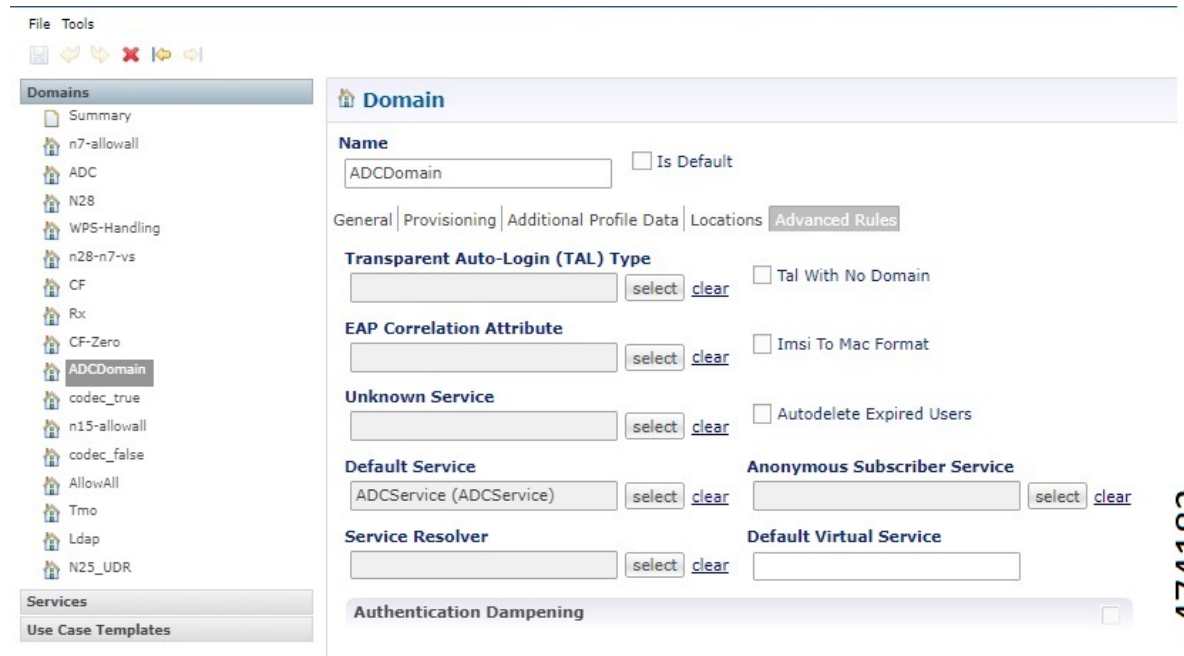 File Tools
Domains
Summary
n7-allowall
ADC
N28
WPS-Handling
n28-n7-vs
CF
Rx
CF-Zero
ADCDomain
codec_true
n15-allowall
codec_false
AllowAll
Tmo
Ldap
N25_UDR
Services
Use Case Templates
Domain
Name
ADCDomain
Is Default
General Provisioning Additional Profile Data Locations Advanced Rules
Transparent Auto-Login (TAL) Type
select clear
Tal With No Domain
EAP Correlation Attribute
select clear
Imsi To Mac Format
Unknown Service
select clear
Autodelete Expired Users
Default Service
ADCService (ADCService) select clear
Anonymous Subscriber Service
select clear
Service Resolver
select clear
Default Virtual Service
Authentication Dampening